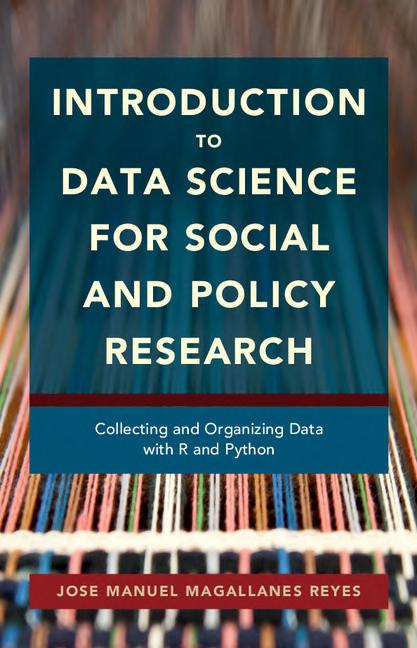 INTRODUCTION
TO
DATA SCIENCE
FOR SOCIAL
AND POLICY
RESEARCH
Collecting and Organizing Data
with R and Python
JOSE MANUEL MAGALLANES REYES